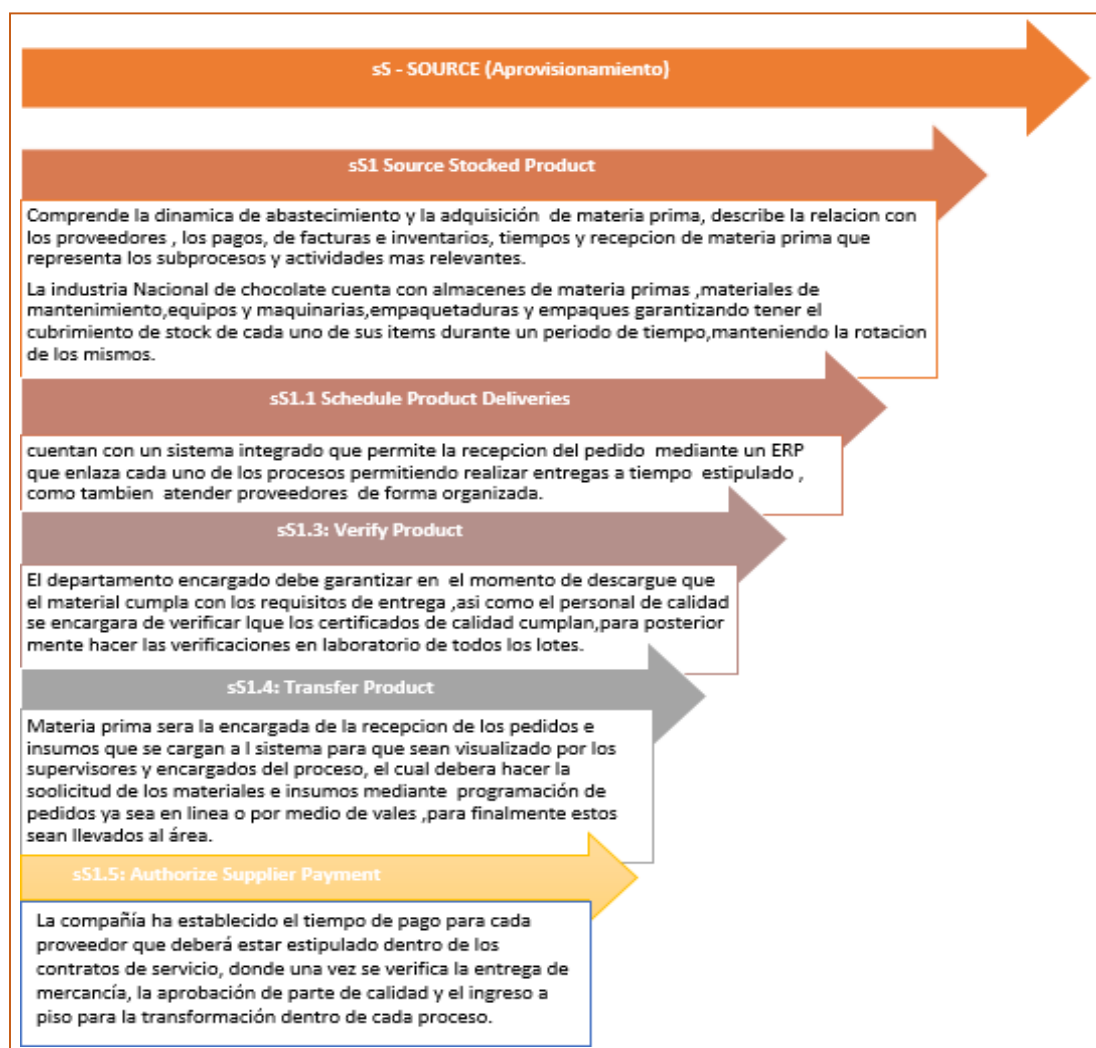 sS - SOURCE (Aprovisionamiento)
sS1 Source Stocked Product
Comprende la dinamica de abastecimiento y la adquisición de materia prima, describe la relacion con
los proveedores , los pagos, de facturas e inventarios, tiempos y recepcion de materia prima que
representa los subprocesos y actividades mas relevantes.
La industria Nacional de chocolate cuenta con almacenes de materia primas ,materiales de
mantenimiento,equipos y maquinarias,empaquetaduras y empaques garantizando tener el
cubrimiento de stock de cada uno de sus items durante un periodo de tiempo,manteniendo la rotacion
de los mismos.
sS1.1 Schedule Product Deliveries
cuentan con un sistema integrado que permite la recepcion del pedido mediante un ERP
que enlaza cada uno de los procesos permitiendo realizar entregas a tiempo estipulado ,
como tambien atender proveedores de forma organizada.
sS1.3: Verify Product
El departamento encargado debe garantizar en el momento de descargue que
el material cumpla con los requisitos de entrega ,asi como el personal de calidad
se encargara de verificar lque los certificados de calidad cumplan,para posterior
mente hacer las verificaciones en laboratorio de todos los lotes.
sS1.4: Transfer Product
Materia prima sera la encargada de la recepcion de los pedidos e
insumos que se cargan a l sistema para que sean visualizado por los
supervisores y encargados del proceso, el cual debera hacer la
soolicitud de los materiales e insumos mediante programación de
pedidos ya sea en linea o por medio de vales ,para finalmente estos
sean llevados al área.
sS1.5: Authorize Supplier Payment
La compañía ha establecido el tiempo de pago para cada
proveedor que deberá estar estipulado dentro de los
contratos de servicio, donde una vez se verifica la entrega de
mercancía, la aprobación de parte de calidad y el ingreso a
piso para la transformación dentro de cada proceso.